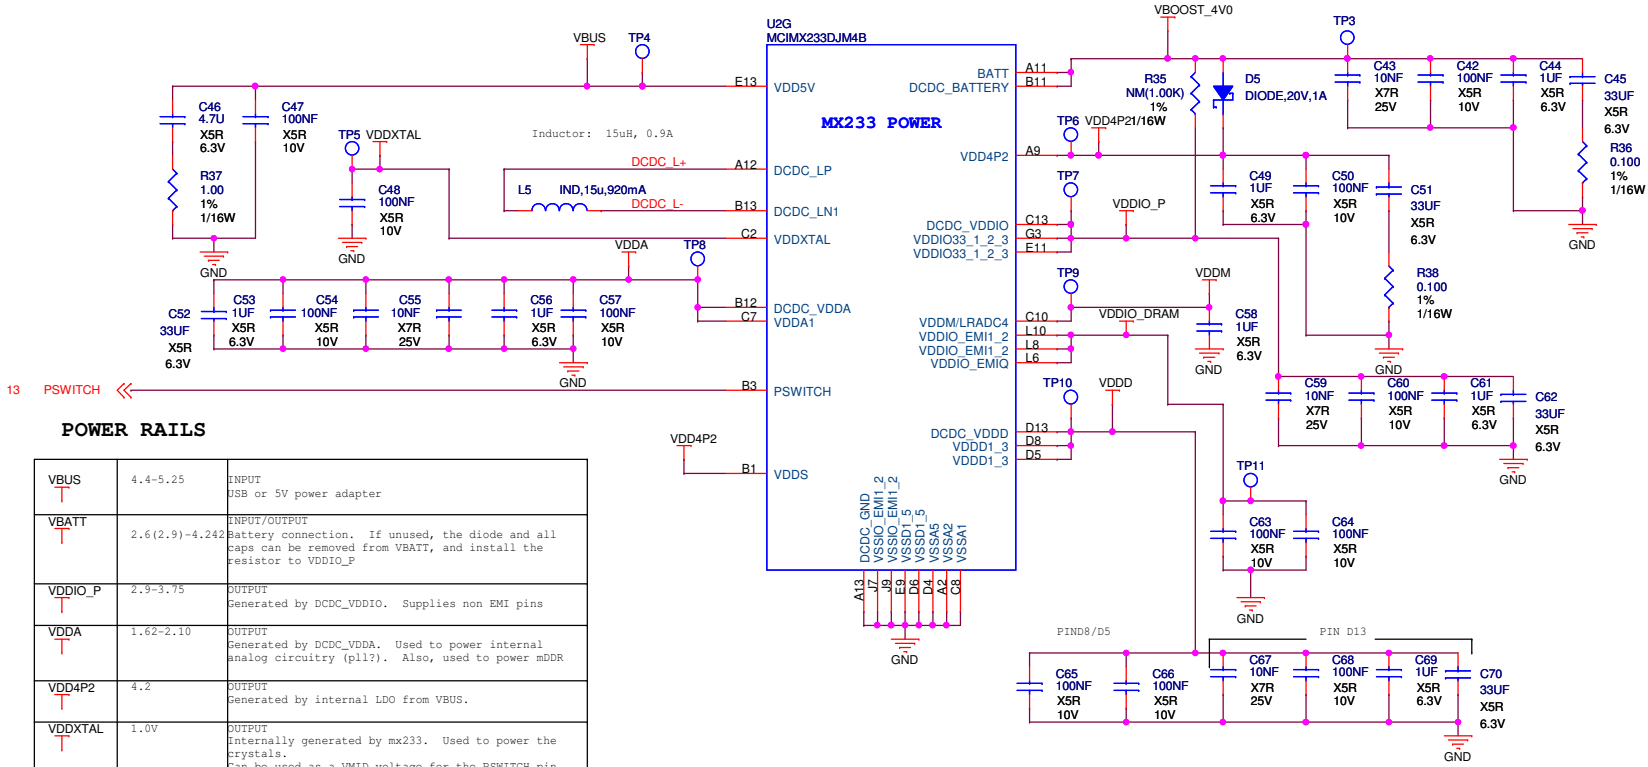 U2G
MCIMX233DJM4B
MX233 POWER
VBUS
TP4
E13
VDD5V
C46
4.7U
X5R
6.3V
C47
100NF
X5R
10V
R37
1.00
1%
1/16W
GND
TP5
VDDXTAL
C48
100NF
X5R
10V
GND
Inductor: 15uH, 0.9A
DCDC_L+
A12
DCDC_LP
L5
IND,15u,920mA
DCDC_L-
B13
DCDC_LN1
C2
VDDXTAL
VDDA
TP8
B12
DCDC_VDDA
C7
VDDA1
C52
33UF
X5R
6.3V
C53
1UF
X5R
6.3V
C54
100NF
X5R
10V
C55
10NF
X7R
25V
C56
1UF
X5R
6.3V
C57
100NF
X5R
10V
GND
13 PSWITCH
B3
PSWITCH
VDD4P2
B1
VDDS
DCDC_GND
VSSIO_EMI1_2
VSSIO_EMI1_2
VSSD1_5
VSSD1_5
VSSA5
VSSA2
VSSA1
A13
J7
J9
E9
D6
D4
A2
C8
GND
VBOOST_4V0
TP3
BATT
A11
DCDC_BATTERY
B11
R35
NM(1.00K)
1%
1/16W
D5
DIODE,20V,1A
C43
10NF
X7R
25V
C42
100NF
X5R
10V
C44
1UF
X5R
6.3V
C45
33UF
X5R
6.3V
R36
0.100
1%
1/16W
GND
TP6
VDD4P2
VDD4P2
A9
C49
1UF
X5R
6.3V
C50
100NF
X5R
10V
C51
33UF
X5R
6.3V
R38
0.100
1%
1/16W
GND
TP7
VDDIO_P
DCDC_VDDIO
C13
VDDIO33_1_2_3
G3
VDDIO33_1_2_3
E11
TP9
VDDM
VDDM/LRADC4
C10
VDDIO_DRAM
VDDIO_EMI1_2
L10
VDDIO_EMI1_2
L8
VDDIO_EMIQ
L6
C58
1UF
X5R
6.3V
GND
C59
10NF
X7R
25V
C60
100NF
X5R
10V
C61
1UF
X5R
6.3V
C62
33UF
X5R
6.3V
GND
TP10
VDDD
DCDC_VDDD
D13
VDDD1_3
D8
VDDD1_3
D5
TP11
C63
100NF
X5R
10V
C64
100NF
X5R
10V
GND
PIND8/D5
PIN D13
C65
100NF
X5R
10V
C66
100NF
X5R
10V
C67
10NF
X7R
25V
C68
100NF
X5R
10V
C69
1UF
X5R
6.3V
C70
33UF
X5R
6.3V
GND
POWER RAILS
VBUS
4.4-5.25
INPUT
USB or 5V power adapter
VBATT
2.6(2.9)-4.242
INPUT/OUTPUT
Battery connection. If unused, the diode and all
caps can be removed from VBATT, and install the
resistor to VDDIO_P
VDDIO_P
2.9-3.75
OUTPUT
Generated by DCDC_VDDIO. Supplies non EMI pins
VDDA
1.62-2.10
OUTPUT
Generated by DCDC_VDDA. Used to power internal
analog circuitry (pll?). Also, used to power mDDR
VDD4P2
4.2
OUTPUT
Generated by internal LDO from VBUS.
VDDXTAL
1.0V
OUTPUT
Internally generated by mx233. Used to power the
crystals.
Can be used as a VMID voltage for the PSWITCH pin